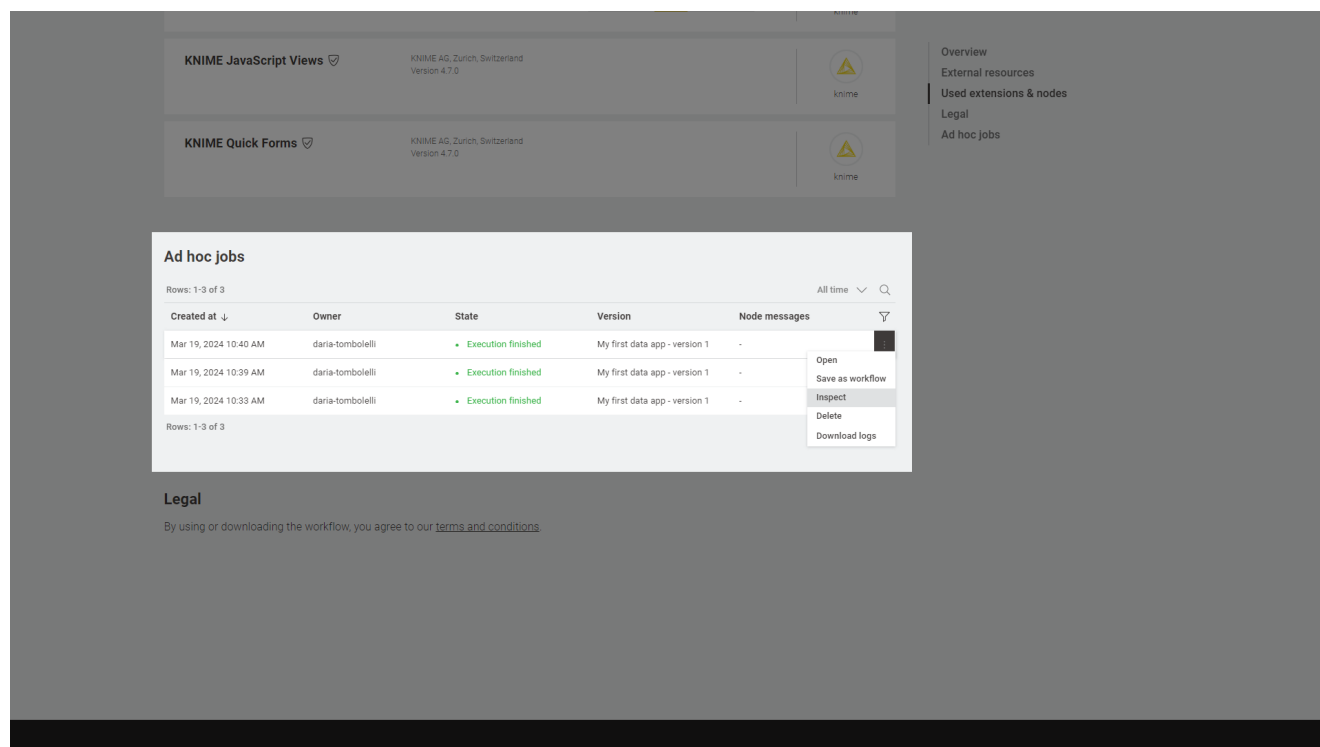 knime
KNIME JavaScript Views
KNIME AG, Zurich, Switzerland
Version 4.7.0
knime
KNIME Quick Forms
KNIME AG, Zurich, Switzerland
Version 4.7.0
knime
Overview
External resources
Used extensions & nodes
Legal
Ad hoc jobs
Ad hoc jobs
Rows: 1-3 of 3 All time
Created at ↓ Owner State Version Node messages
Mar 19, 2024 10:40 AM daria-tombolelli • Execution finished My first data app - version 1 -
Mar 19, 2024 10:39 AM daria-tombolelli • Execution finished My first data app - version 1 -
Mar 19, 2024 10:33 AM daria-tombolelli • Execution finished My first data app - version 1 -
Rows: 1-3 of 3
Open
Save as workflow
Inspect
Delete
Download logs
Legal
By using or downloading the workflow, you agree to our terms and conditions.